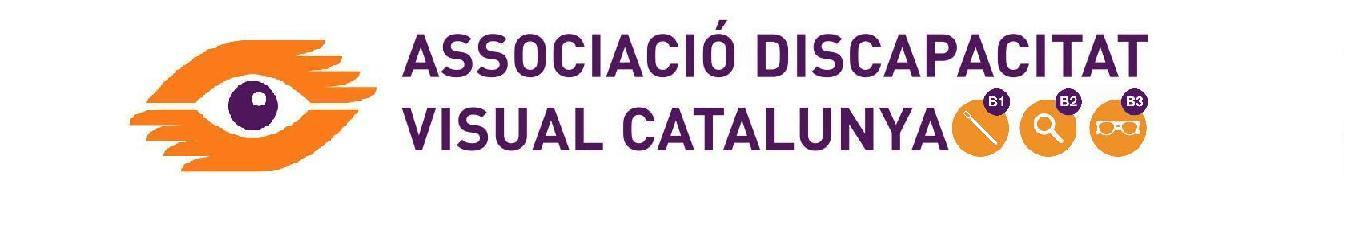 ASSOCIACIÓ DISCAPACITAT
VISUAL CATALUNYA B1 B2 B3